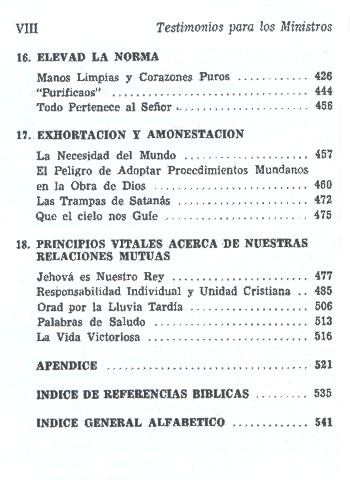 VIII Testimonios para los Ministros
16. ELEVAD LA NORMA
Manos Limpias y Corazones Puros ............ 426
"Purificaos" ........................ 444
Todo Pertenece al Señor .................. 456
17. EXHORTACION Y AMONESTACION
La Necesidad del Mundo ................ 457
El Peligro de Adoptar Procedimientos Mundanos
en la Obra de Dios .................... 460
Las Trampas de Satanás ................ 472
Que el cielo nos Guíe .................. 475
18. PRINCIPIOS VITALES ACERCA DE NUESTRAS
RELACIONES MUTUAS
Jehová es Nuestro Rey .................. 477
Responsabilidad Individual y Unidad Cristiana .. 485
Orad por la Lluvia Tardía ................ 506
Palabras de Saludo .................... 513
La Vida Victoriosa .................... 516
APENDICE .......................... 521
INDICE DE REFERENCIAS BIBLICAS ........ 535
INDICE GENERAL ALFABETICO ............ 541